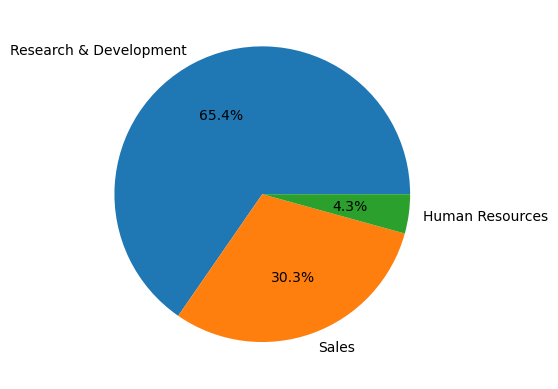 Research & Development
65.4%
4.3%
Human Resources
30.3%
Sales